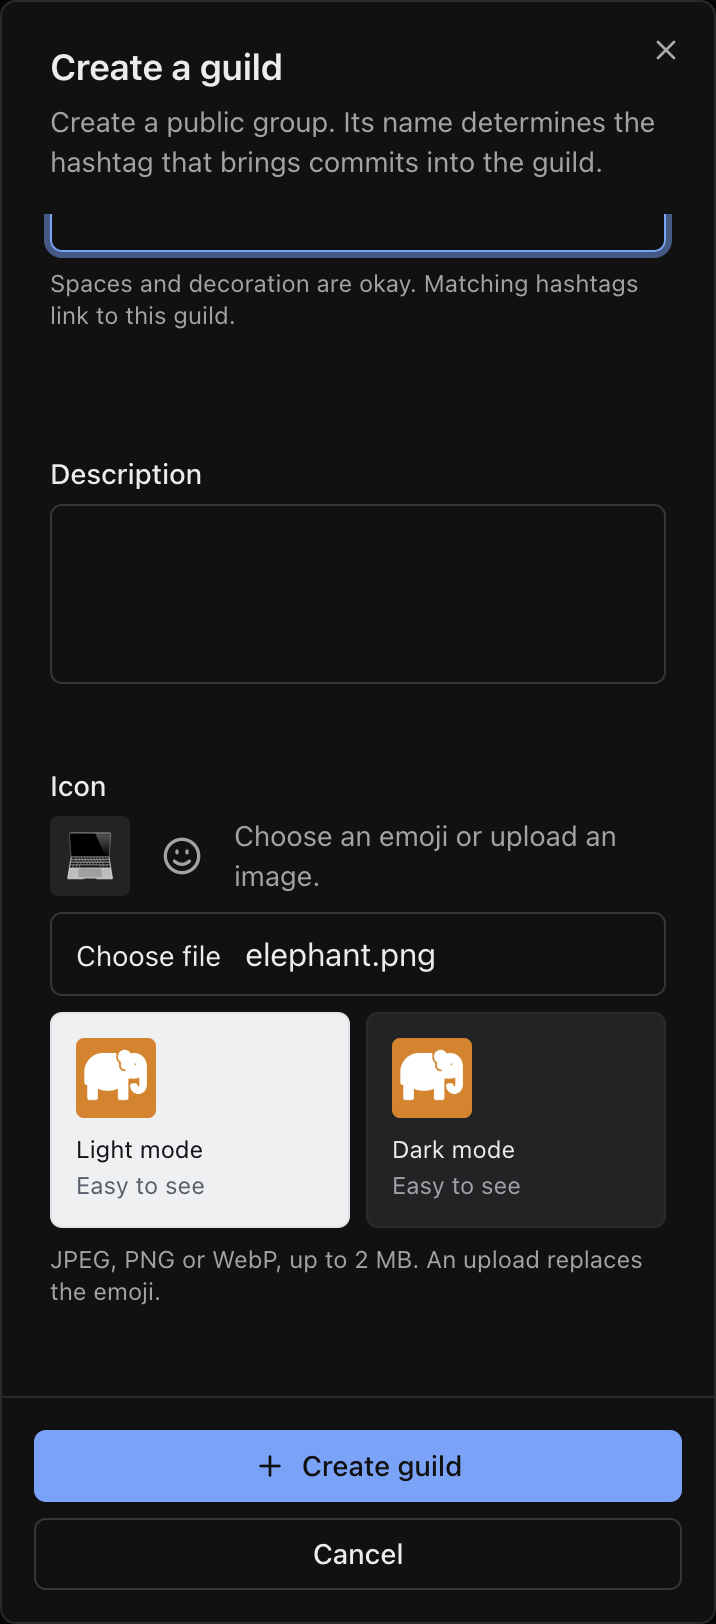 Create a guild
Create a public group. Its name determines the
hashtag that brings commits into the guild.
Spaces and decoration are okay. Matching hashtags
link to this guild.
Description
Icon
Choose an emoji or upload an
image.
Choose file elephant.png
Light mode
Easy to see
Dark mode
Easy to see
JPEG, PNG or WebP, up to 2 MB. An upload replaces
the emoji.
+ Create guild
Cancel